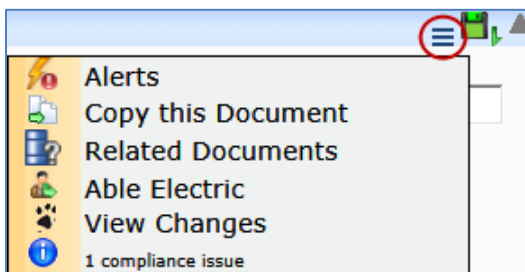 Alerts
Copy this Document
Related Documents
Able Electric
View Changes
1 compliance issue